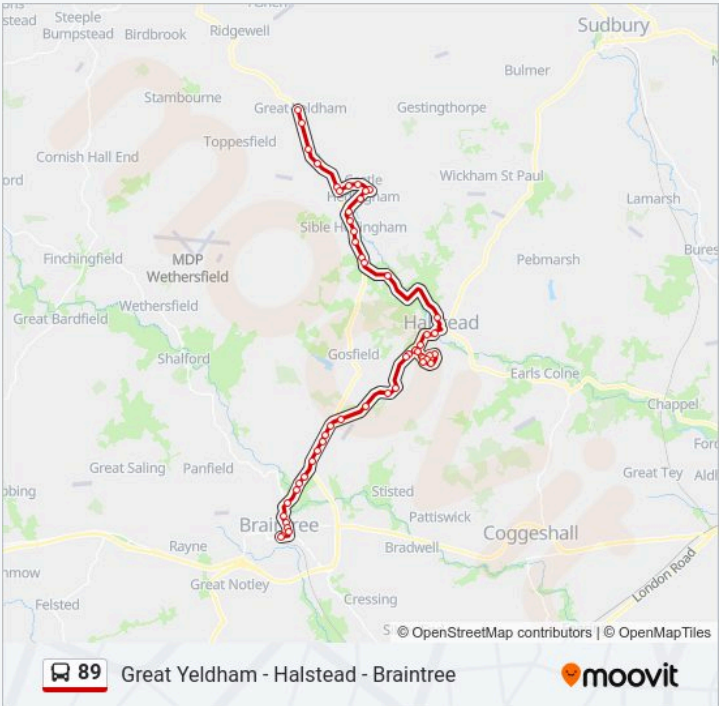 stead
Steeple
Bumpstead
Birdbrook
Ridgewell
Sudbury
Bulmer
Stambourne
Great Yeldham
Gestingthorpe
Toppesfield
Cornish Hall End
Wickham St Paul
Lamarsh
Sible
Finchingfield
MDP
Wethersfield
Pebmarsh
Bures
Wethersfield
Great Bardfield
Halstead
Shalford
Gosfield
Earls Colne
Chappel
Great Saling
Panfield
Great Tey
Stisted
Pattiswick
Braintree
Coggeshall
Rayne
Bradwell
Great Notley
London Road
Felsted
Cressing
© OpenStreetMap contributors | © OpenMapTiles
89 Great Yeldham - Halstead - Braintree
moovit